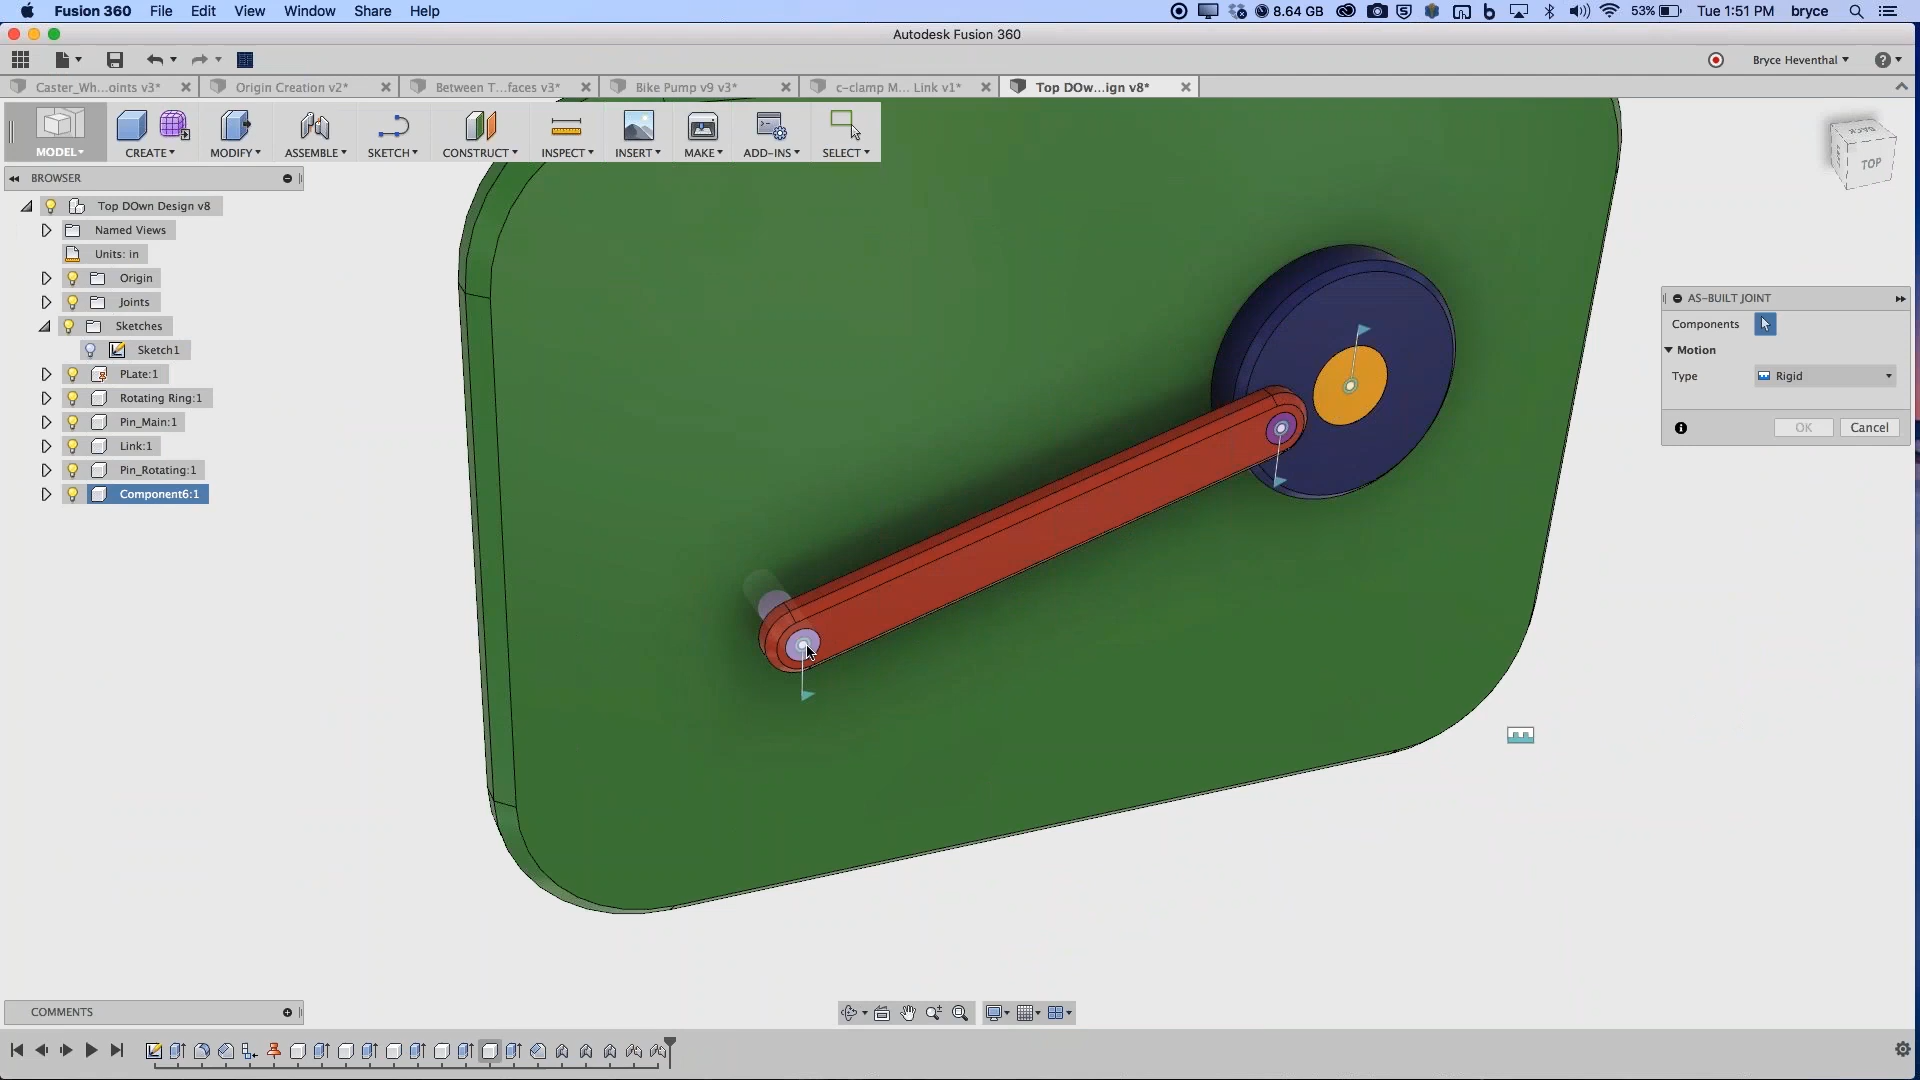 Fusion 360 File Edit View Window Share Help 8.64 GB 53% Tue 1:51 PM bryce
Autodesk Fusion 360
Bryce Heventhal
Caster_Wh...oints v3* Origin Creation v2* Between T...faces v3* Bike Pump v9 v3* c-clamp M... Link v1* Top DOw...ign v8*
MODEL CREATE MODIFY ASSEMBLE SKETCH CONSTRUCT INSPECT INSERT MAKE ADD-INS SELECT
BACK
TOP
BROWSER
Top DOwn Design v8
Named Views
Units: in
Origin
Joints
Sketches
Sketch1
PLate:1
Rotating Ring:1
Pin_Main:1
Link:1
Pin_Rotating:1
Component6:1
AS-BUILT JOINT
Components
Motion
Type Rigid
OK Cancel
COMMENTS